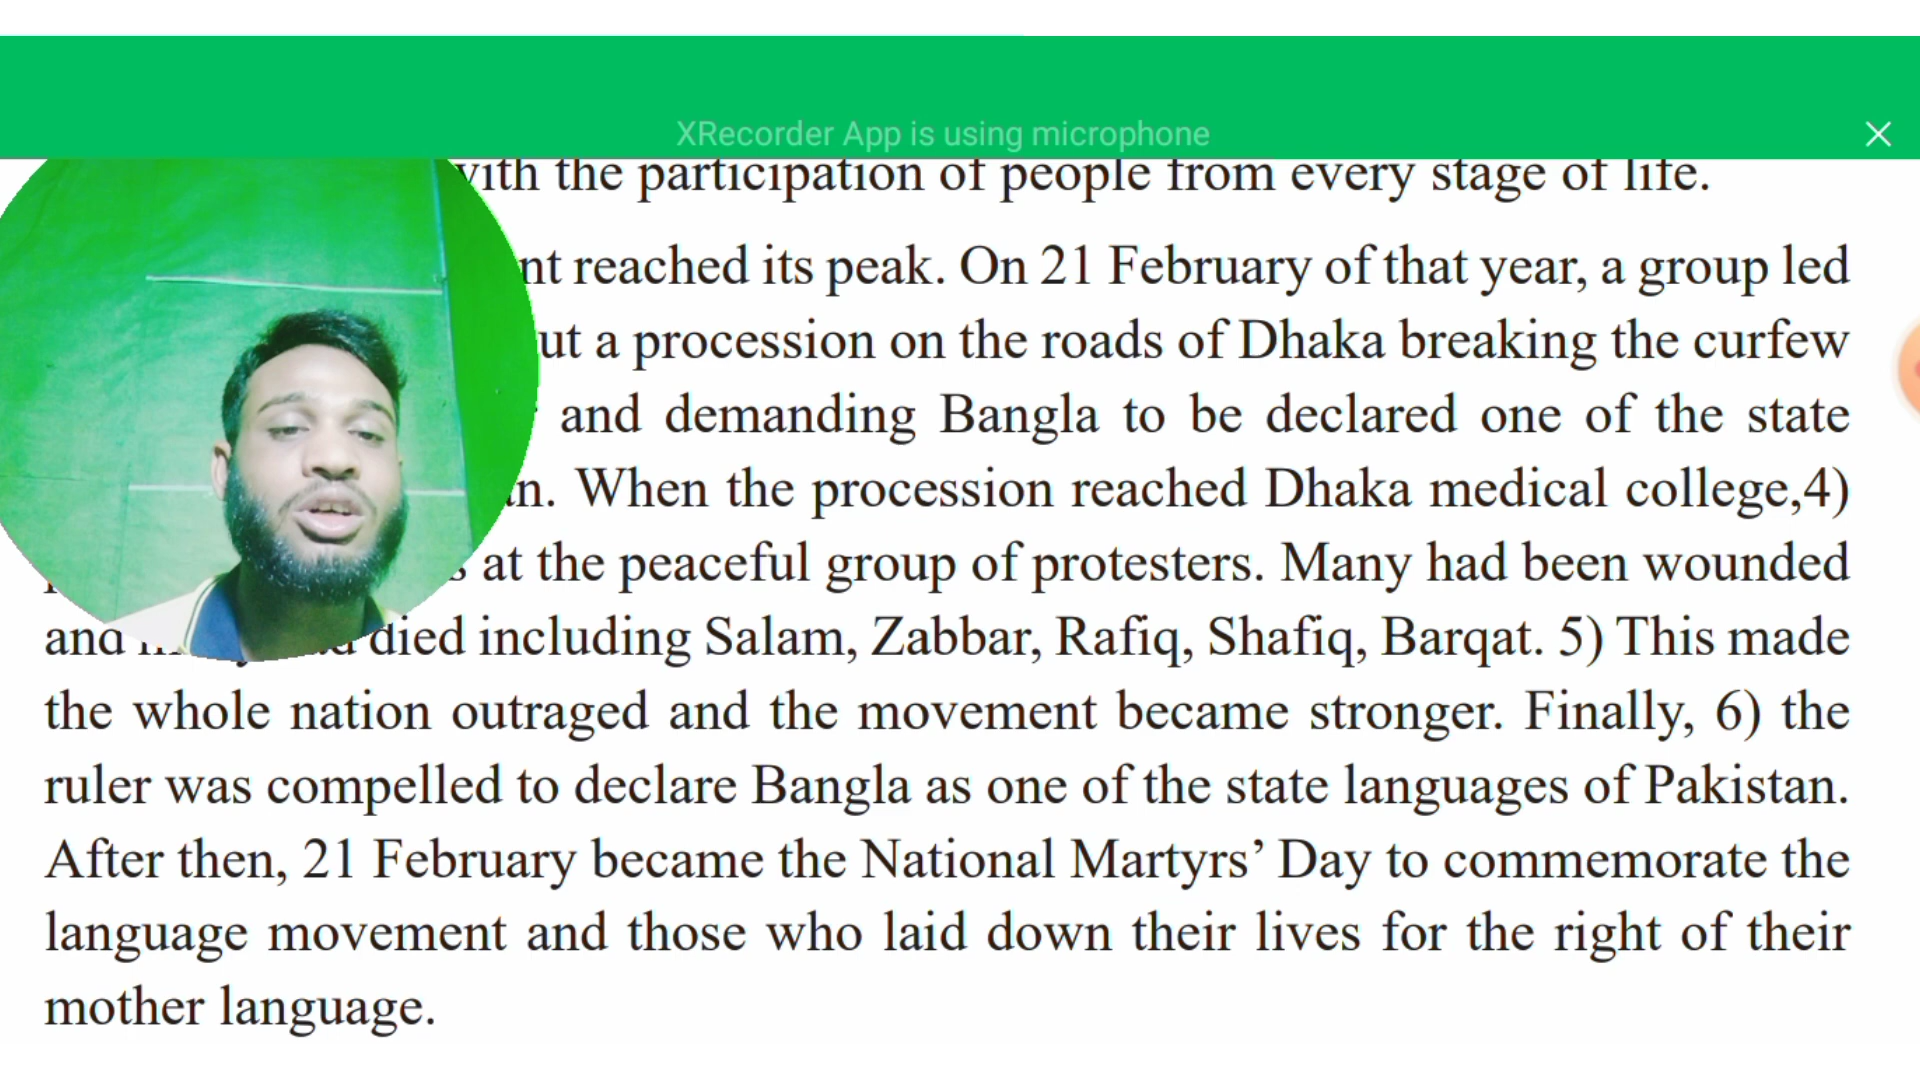 XRecorder App is using microphone
with the participation of people from every stage of life.
reached its peak. On 21 February of that year, a group led
a procession on the roads of Dhaka breaking the curfew
and demanding Bangla to be declared one of the state
When the procession reached Dhaka medical college,4)
at the peaceful group of protesters. Many had been wounded
and died including Salam, Zabbar, Rafiq, Shafiq, Barqat. 5) This made
the whole nation outraged and the movement became stronger. Finally, 6) the
ruler was compelled to declare Bangla as one of the state languages of Pakistan.
After then, 21 February became the National Martyrs’ Day to commemorate the
language movement and those who laid down their lives for the right of their
mother language.